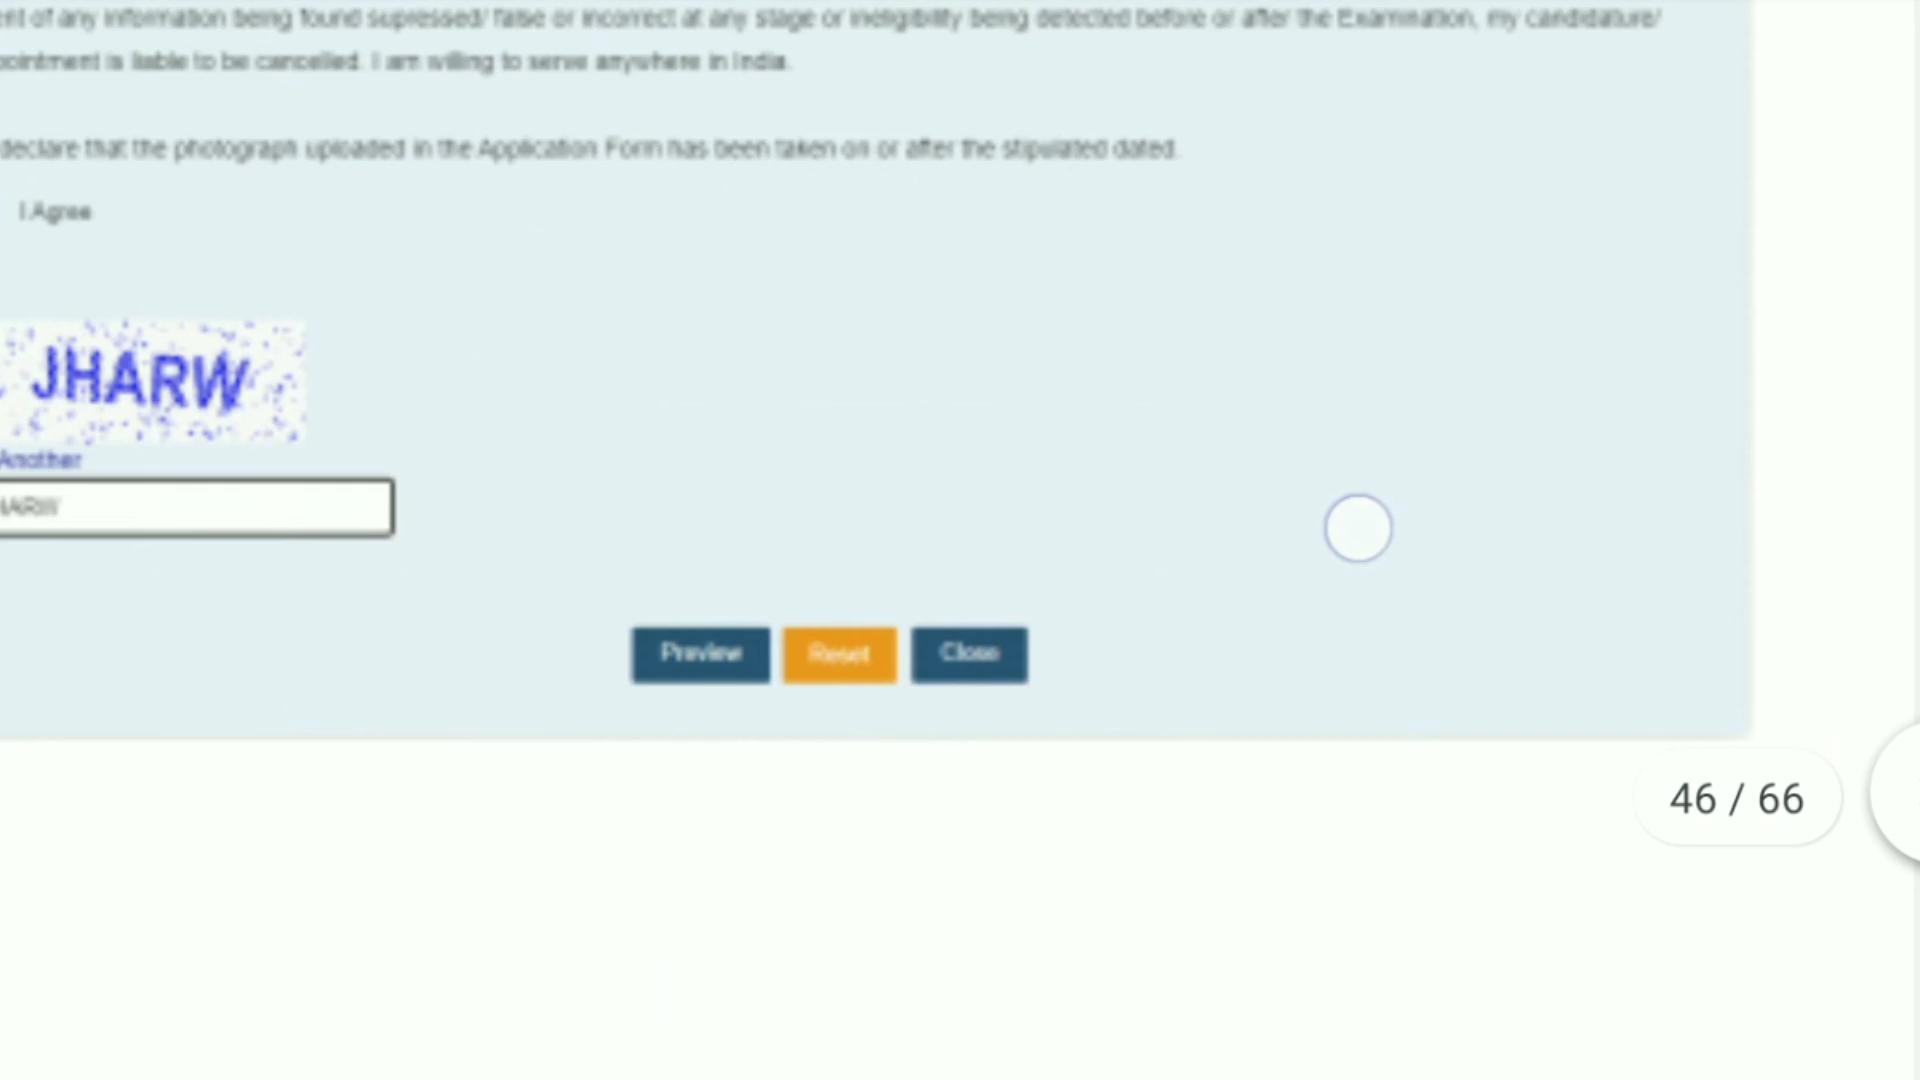 of any information being found supressed/ false or incorrect at any stage or ineligibility being detected before or after the Examination, my candidature/
is liable to be cancelled. I am willing to serve anywhere in India.
declare that the photograph uploaded in the Application Form has been taken on or after the stipulated dated.
I Agree
JHARW
Another
HARW
Preview Reset Close
46 / 66